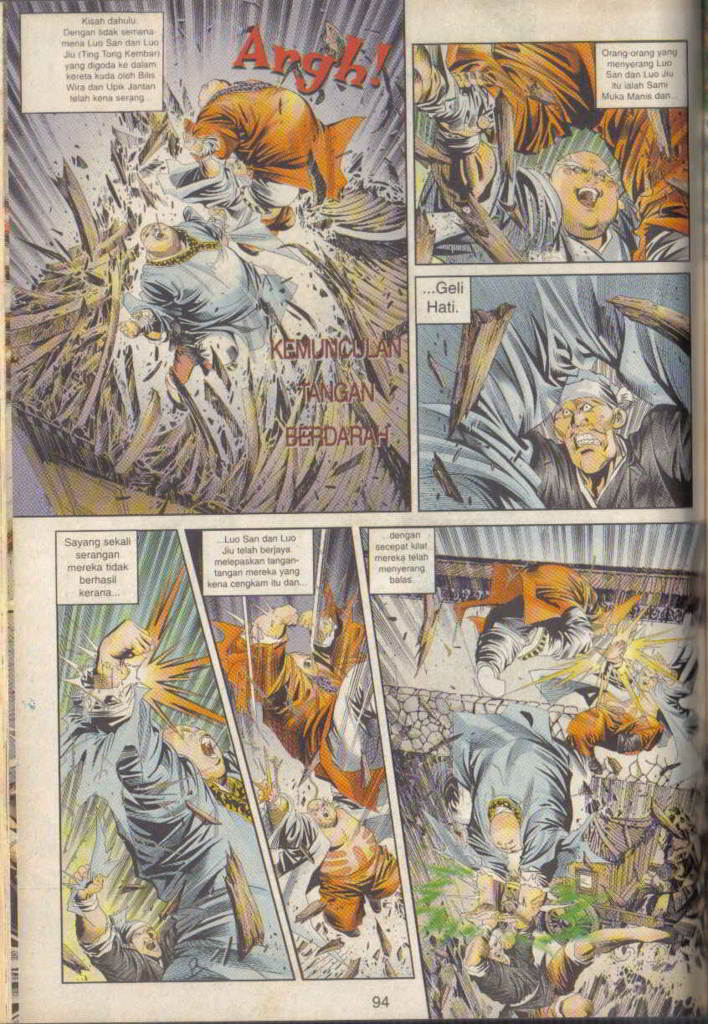 Kisah dahulu.
Dengan tidak semena-
mena Luo San dan Luo
Jiu (Ting Tong Kembar)
yang digoda ke dalam
kereta kuda oleh Bilis
Wira dan Upik Jantan
telah kena serang...
Argh!
KEMUNCULAN
TANGAN
BERDARAH
Orang-orang yang
menyerang Luo
San dan Luo Jiu
itu ialah Sami
Muka Manis dan...
...Geli
Hati.
Sayang sekali
serangan
mereka tidak
berhasil
kerana...
...Luo San dan Luo
Jiu telah berjaya
melepaskan tangan-
tangan mereka yang
kena cengkam itu dan...
...dengan
secepat kilat
mereka telah
menyerang
balas.
94